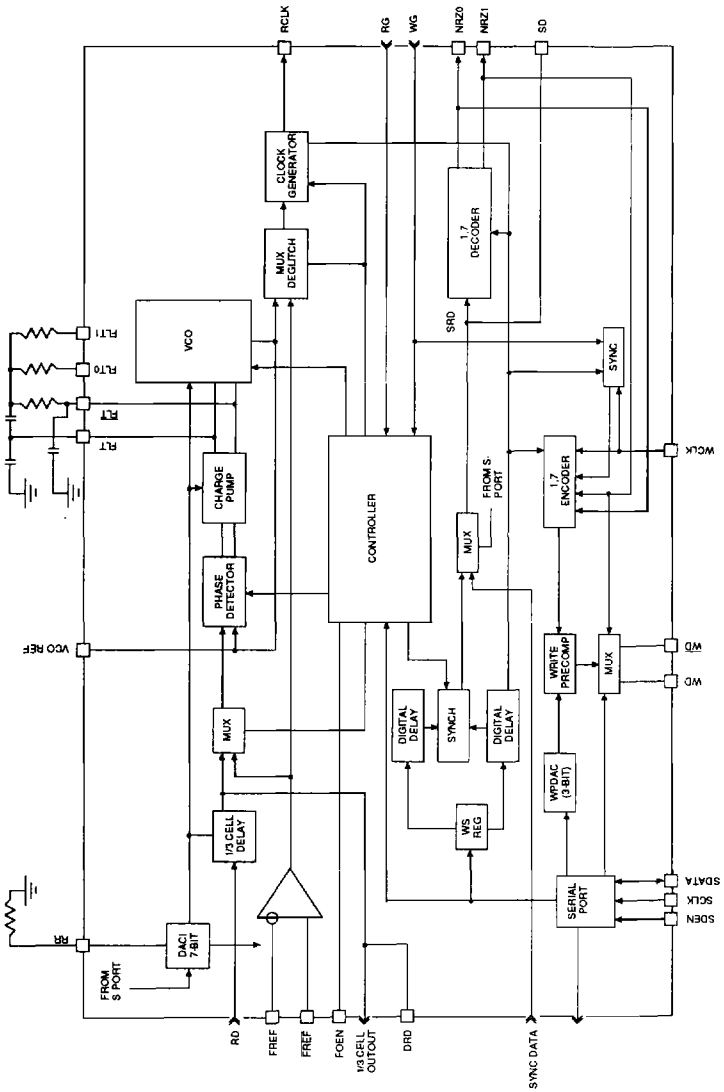 RCLK
RG
WG
NRZ0
NRZ1
SD
CLOCK
GENERATOR
MUX
DEGLITCH
1,7
DECODER
SRD
FLT1
FLT0
FLT
FLT
VCO
SYNC
CHARGE
PUMP
PHASE
DETECTOR
CONTROLLER
MUX
FROM S-
PORT
1,7
ENCODER
WCLK
VCO REF
MUX
DIGITAL
DELAY
SYNCH
DIGITAL
DELAY
WRITE
PRECOMP
MUX
WD
WD
1/3 CELL
DELAY
WS
REG
WPDAC
(3-BIT)
RR
DACI
7-BIT
FROM
S PORT
SERIAL
PORT
SDATA
SCLK
SDEN
RD
FREF
FREF
FOEN
1/3 CELL
OUTOUT
DRD
SYNC DATA